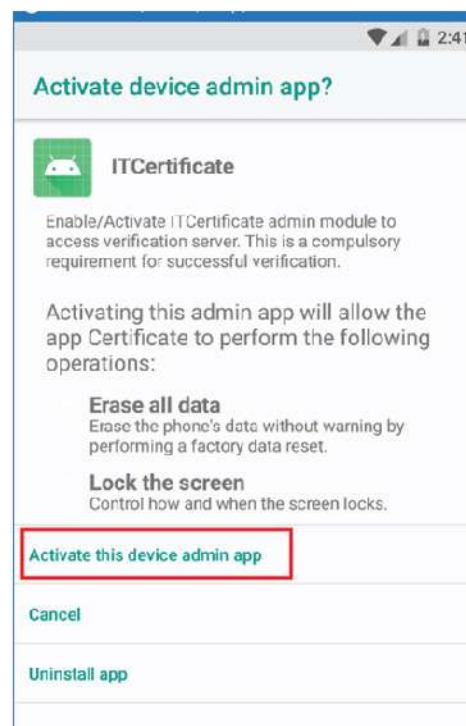 2:41
Activate device admin app?
ITCertificate
Enable/Activate ITCertificate admin module to
access verification server. This is a compulsory
requirement for successful verification.
Activating this admin app will allow the
app Certificate to perform the following
operations:
Erase all data
Erase the phone's data without warning by
performing a factory data reset.
Lock the screen
Control how and when the screen locks.
Activate this device admin app
Cancel
Uninstall app